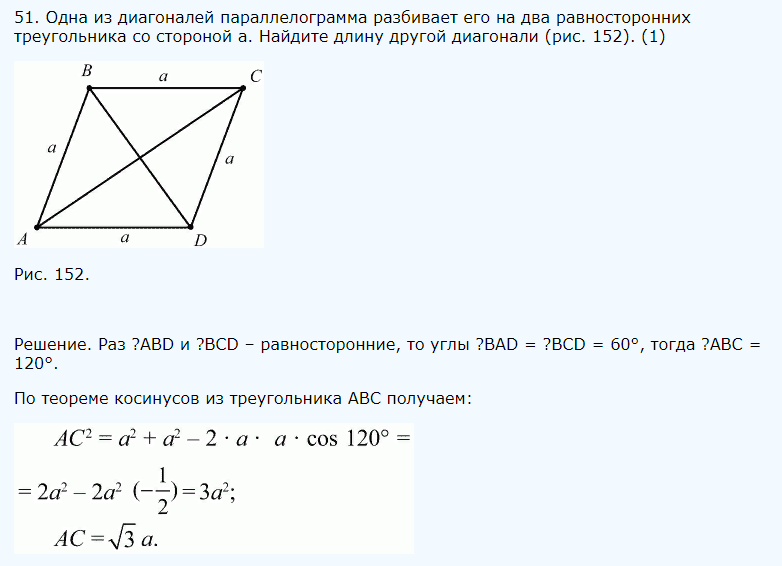 51. Одна из диагоналей параллелограмма разбивает его на два равносторонних
треугольника со стороной а. Найдите длину другой диагонали (рис. 152). (1)
B a C
a a
A a D
Рис. 152.
Решение. Раз ?ABD и ?BCD – равносторонние, то углы ?BAD = ?BCD = 60°, тогда ?ABC =
120°.
По теореме косинусов из треугольника ABC получаем:
AC² = a² + a² – 2 · a · a · cos 120° =
= 2a² – 2a² (–1/2) = 3a²;
AC = √3 a.